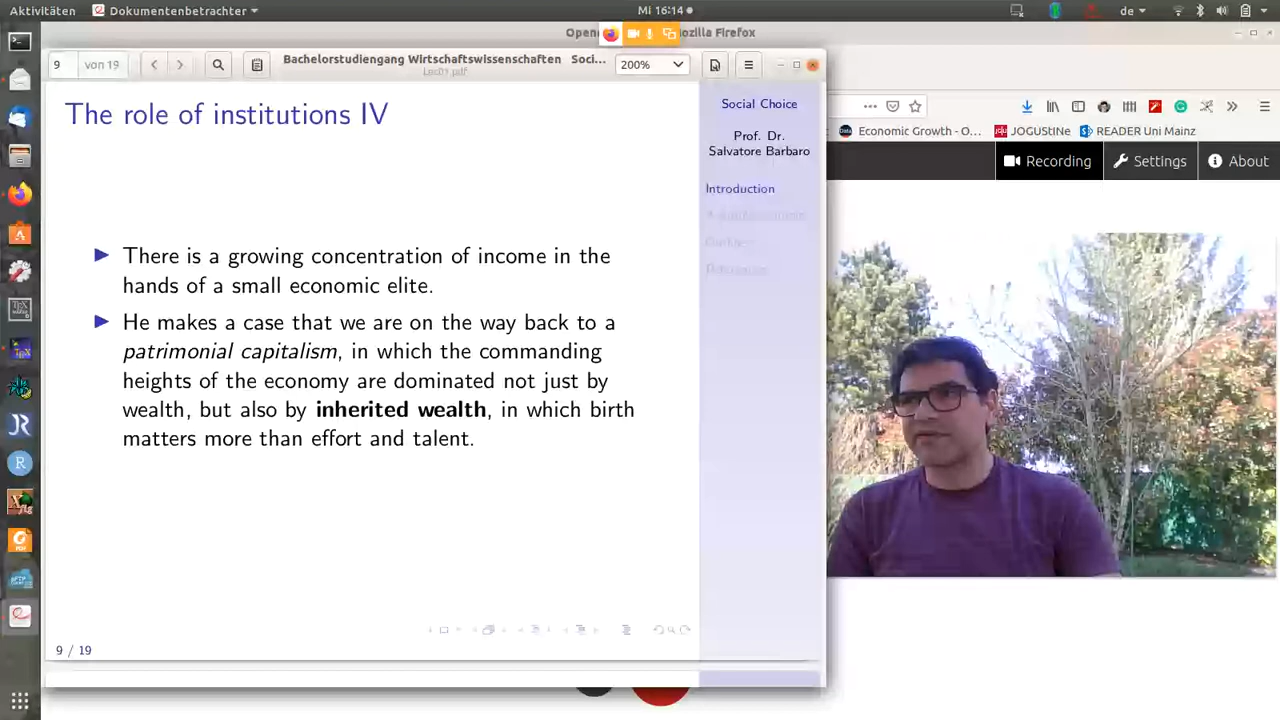 Aktivitäten
Dokumentenbetrachter
Mi 16:14
de
ozilla Firefox
9
von 19
Bachelorstudiengang Wirtschaftswissenschaften Soci...
Lec01.pdf
200%
The role of institutions IV
There is a growing concentration of income in the
hands of a small economic elite.
He makes a case that we are on the way back to a
patrimonial capitalism, in which the commanding
heights of the economy are dominated not just by
wealth, but also by inherited wealth, in which birth
matters more than effort and talent.
9 / 19
Social Choice
Prof. Dr.
Salvatore Barbaro
Introduction
Economic Growth - O...
JOGUStINe
READER Uni Mainz
Recording
Settings
About